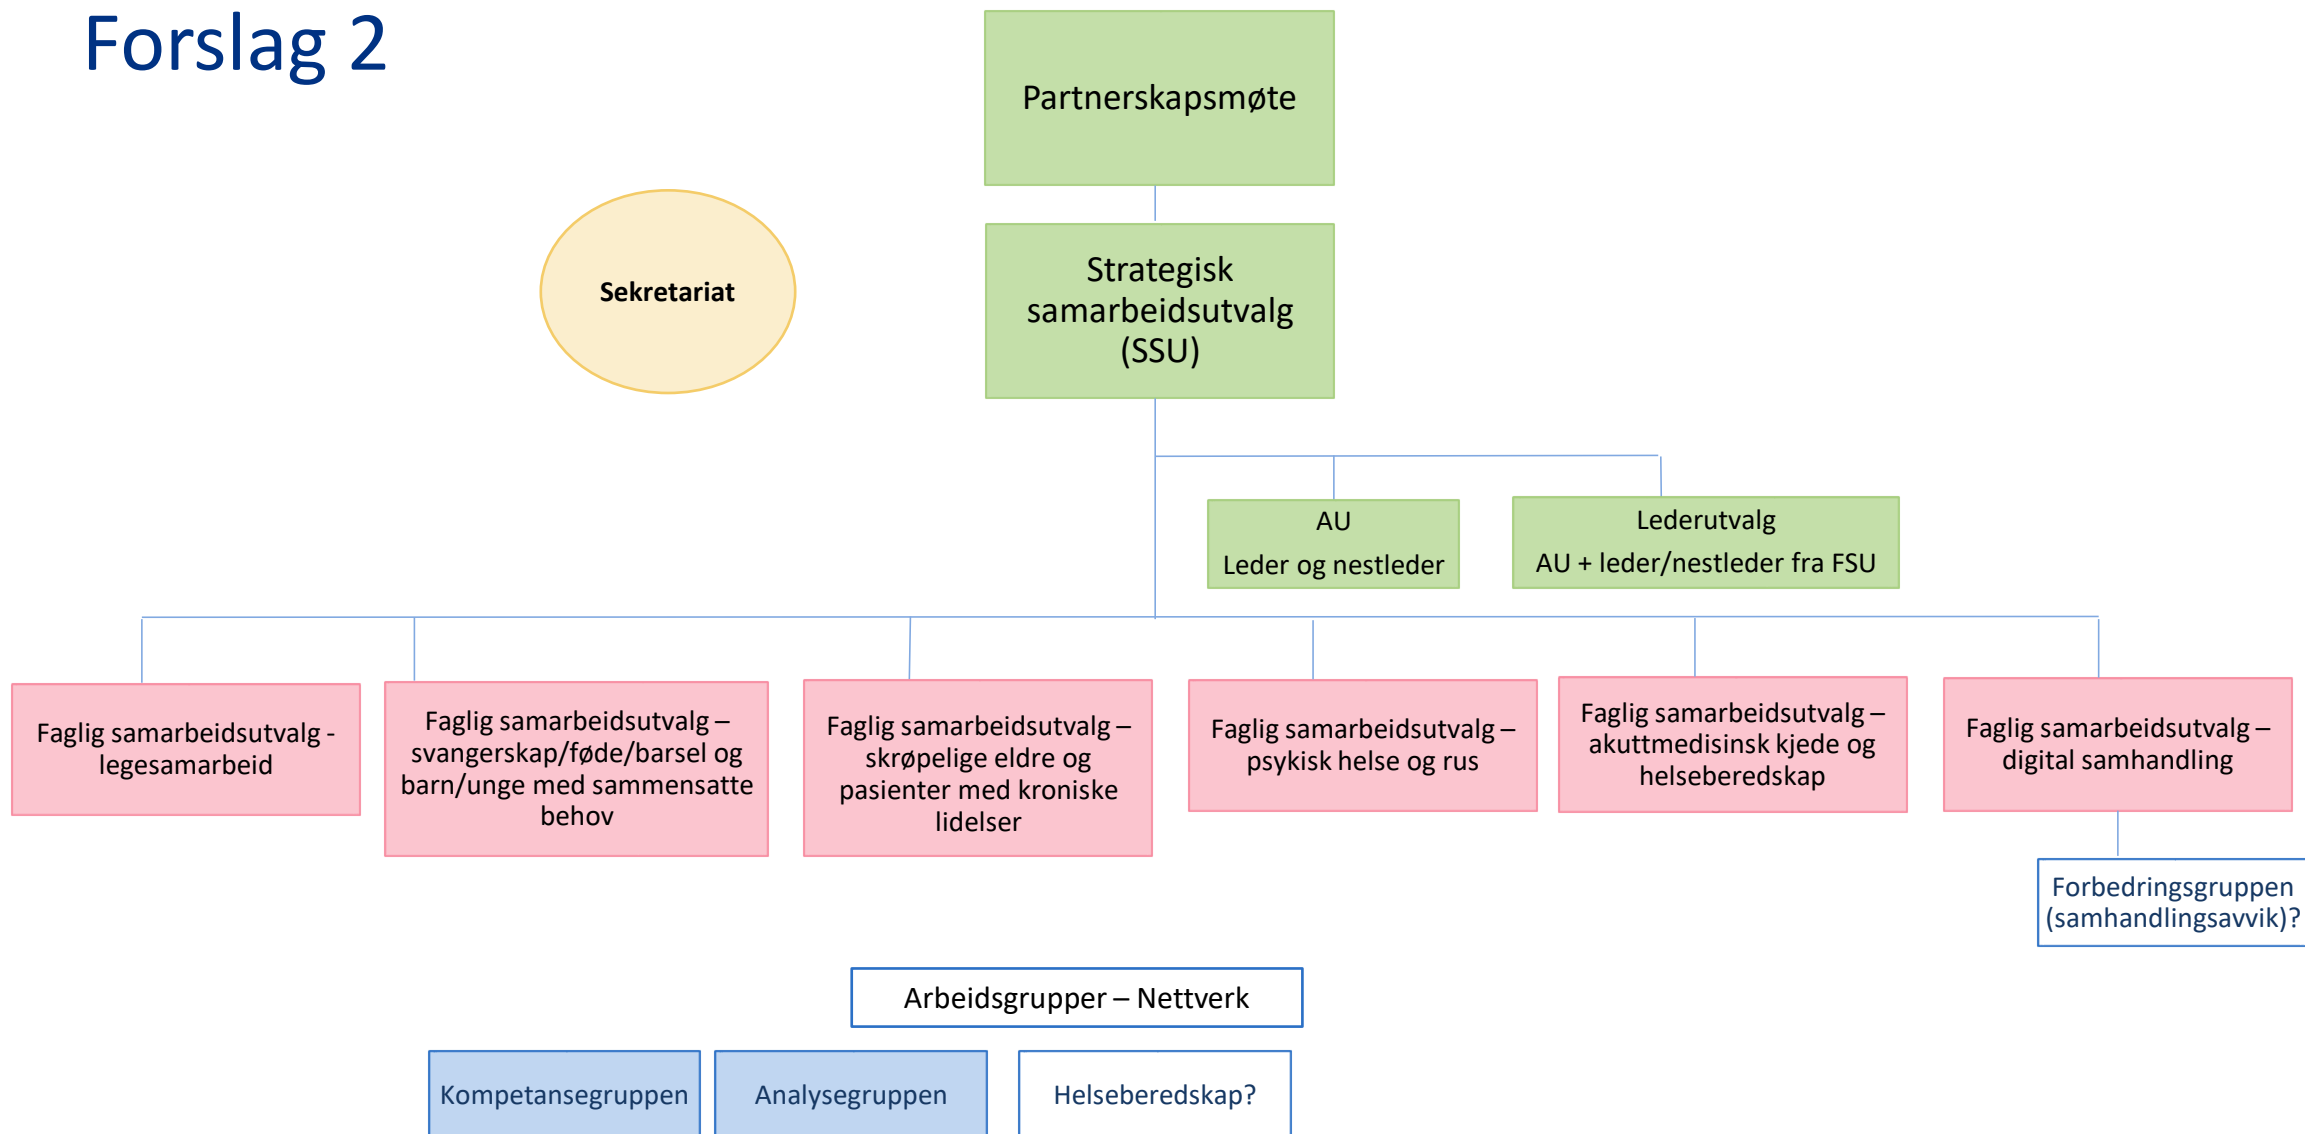 Forslag 2
Partnerskapsmøte
Sekretariat
Strategisk
samarbeidsutvalg
(SSU)
AU
Leder og nestleder
Lederutvalg
AU + leder/nestleder fra FSU
Faglig samarbeidsutvalg -
legesamarbeid
Faglig samarbeidsutvalg –
svangerskap/føde/barsel og
barn/unge med sammensatte
behov
Faglig samarbeidsutvalg –
skrøpelige eldre og
pasienter med kroniske
lidelser
Faglig samarbeidsutvalg –
psykisk helse og rus
Faglig samarbeidsutvalg –
akuttmedisinsk kjede og
helseberedskap
Faglig samarbeidsutvalg –
digital samhandling
Forbedringsgruppen
(samhandlingsavvik)?
Arbeidsgrupper – Nettverk
Kompetansegruppen
Analysegruppen
Helseberedskap?